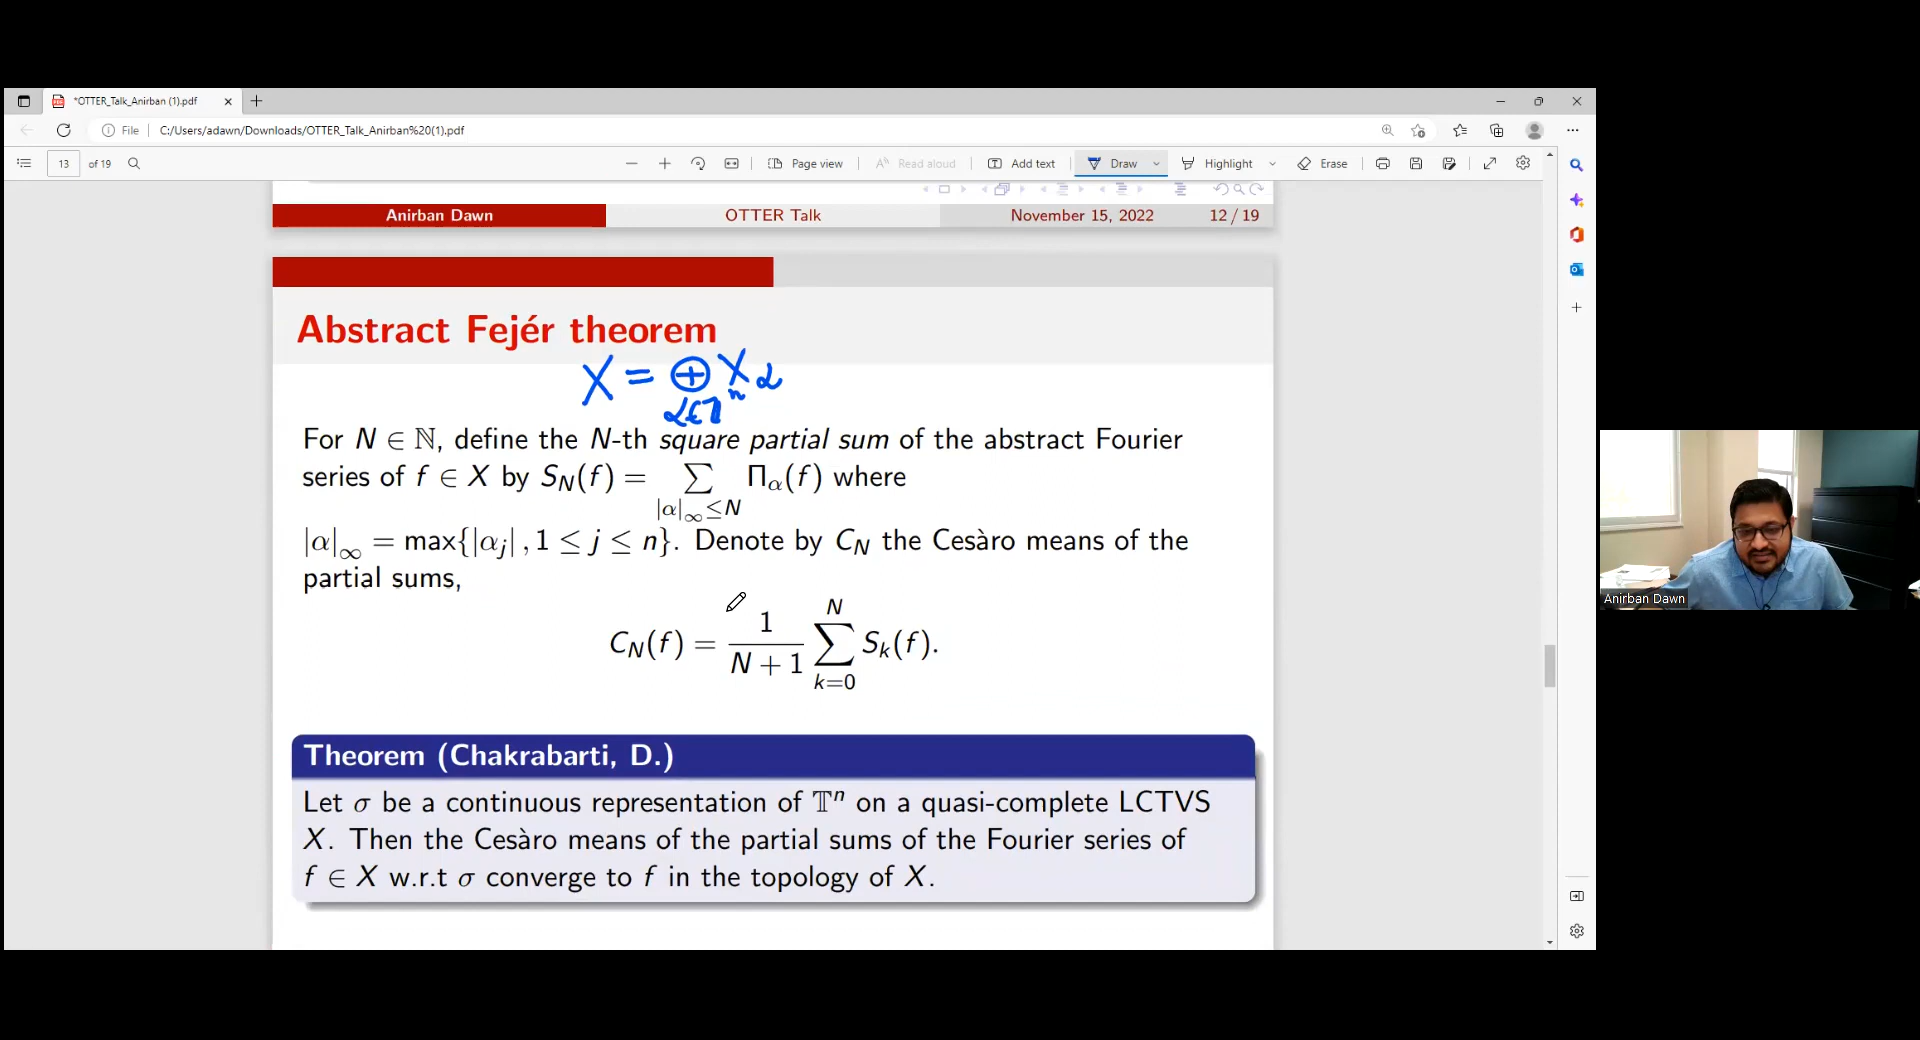 *OTTER_Talk_Anirban (1).pdf
File C:/Users/adawn/Downloads/OTTER_Talk_Anirban%20(1).pdf
13 of 19 Page view Read aloud Add text Draw Highlight Erase
Anirban Dawn OTTER Talk November 15, 2022 12 / 19
Abstract Fejér theorem
X = ⊕ X_α
α∈ℤⁿ
For N ∈ ℕ, define the N-th square partial sum of the abstract Fourier
series of f ∈ X by S_N(f) = ∑ Π_α(f) where
|α|_∞ ≤ N
|α|_∞ = max{|α_j| , 1 ≤ j ≤ n}. Denote by C_N the Cesàro means of the
partial sums,
C_N(f) = 1/(N + 1) ∑_{k=0}^{N} S_k(f).
Theorem (Chakrabarti, D.)
Let σ be a continuous representation of 𝕋ⁿ on a quasi-complete LCTVS
X. Then the Cesàro means of the partial sums of the Fourier series of
f ∈ X w.r.t σ converge to f in the topology of X.
Anirban Dawn